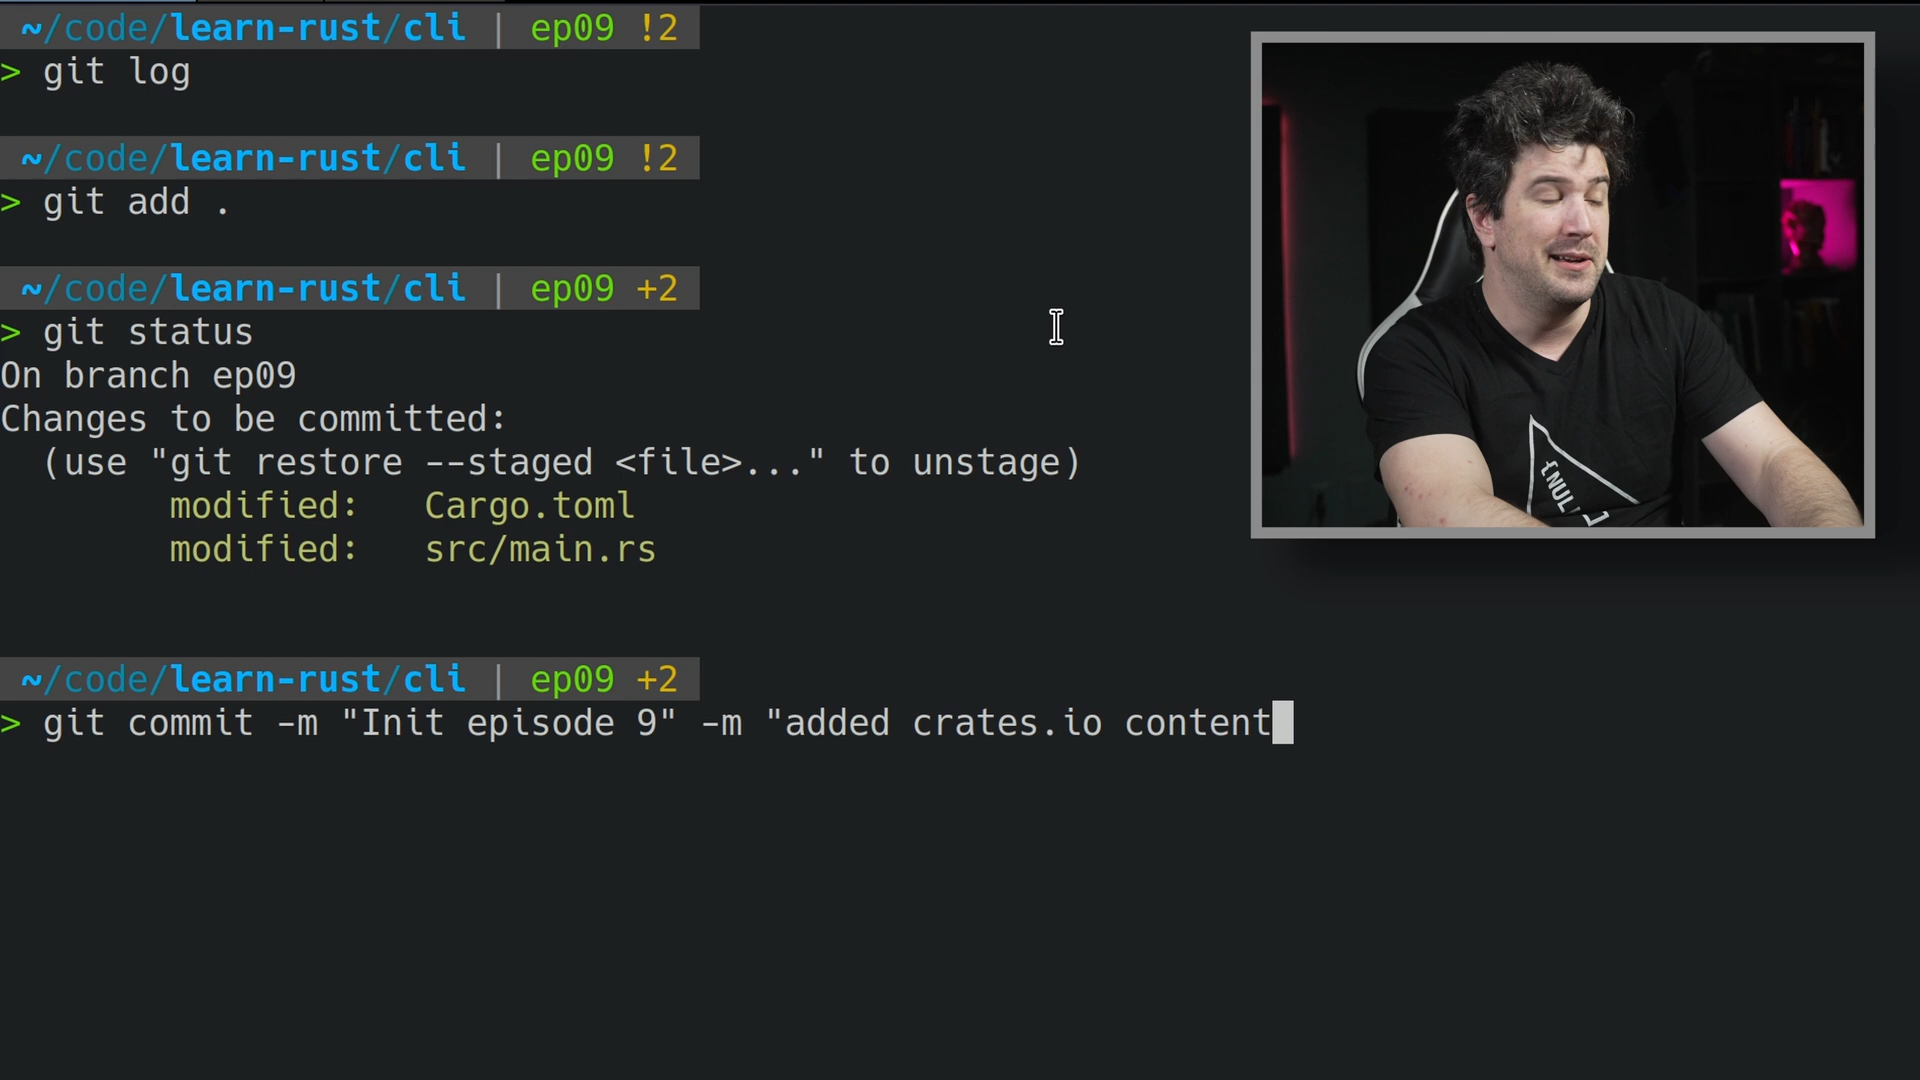 ~/code/learn-rust/cli | ep09 !2
> git log
~/code/learn-rust/cli | ep09 !2
> git add .
~/code/learn-rust/cli | ep09 +2
> git status
On branch ep09
Changes to be committed:
  (use "git restore --staged <file>..." to unstage)
        modified:   Cargo.toml
        modified:   src/main.rs
~/code/learn-rust/cli | ep09 +2
> git commit -m "Init episode 9" -m "added crates.io content